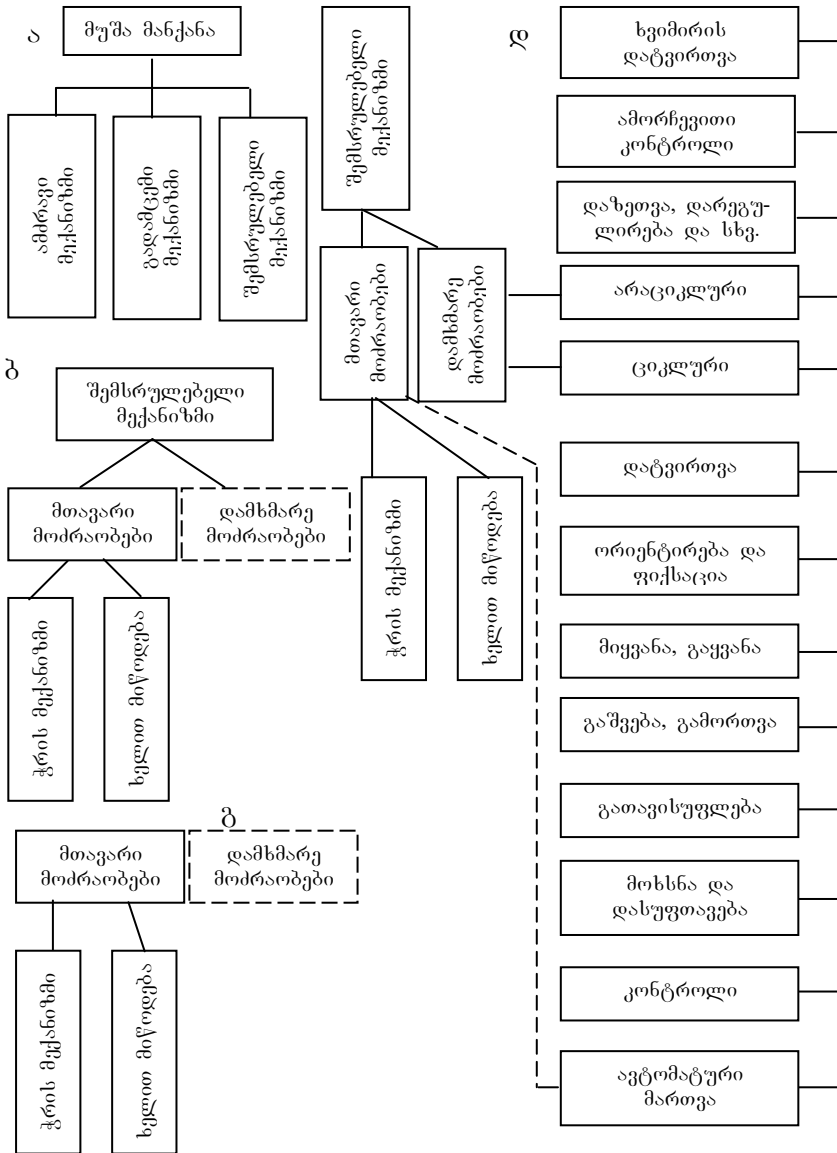 ა
მუშა მანქანა
ამძრავი
მექანიზმი
გადამცემი
მექანიზმი
შემსრულებელი
მექანიზმი
ბ
შემსრულებელი
მექანიზმი
მთავარი
მოძრაობები
დამხმარე
მოძრაობები
ჭრის მექანიზმი
ხელით მიწოდება
გ
მთავარი
მოძრაობები
დამხმარე
მოძრაობები
ჭრის მექანიზმი
ხელით მიწოდება
დ
შემსრულებელი
მექანიზმი
მთავარი
მოძრაობები
დამხმარე
მოძრაობები
ჭრის მექანიზმი
ხელით მიწოდება
ხვიმირის
დატვირთვა
ამორჩევითი
კონტროლი
დაზეთვა, დარეგუ-
ლირება და სხვ.
არაციკლური
ციკლური
დატვირთვა
ორიენტირება და
ფიქსაცია
მიყვანა, გაყვანა
გაშვება, გამორთვა
გათავისუფლება
მოხსნა და
დასუფთავება
კონტროლი
ავტომატური
მართვა